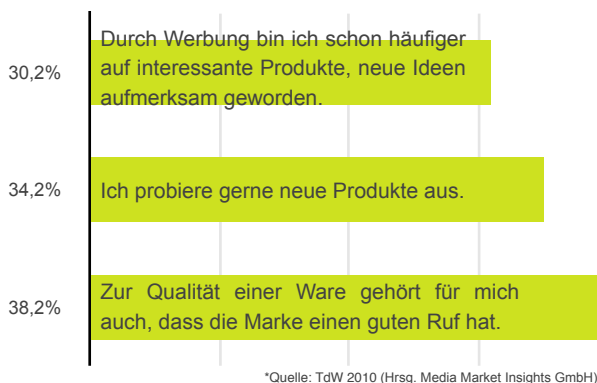 Durch Werbung bin ich schon häufiger
30,2%
auf interessante Produkte, neue Ideen
aufmerksam geworden.
34,2%
Ich probiere gerne neue Produkte aus.
Zur Qualität einer Ware gehört für mich
38,2%
auch, dass die Marke einen guten Ruf hat.
*Quelle: TdW 2010 (Hrsg. Media Market Insights GmbH)